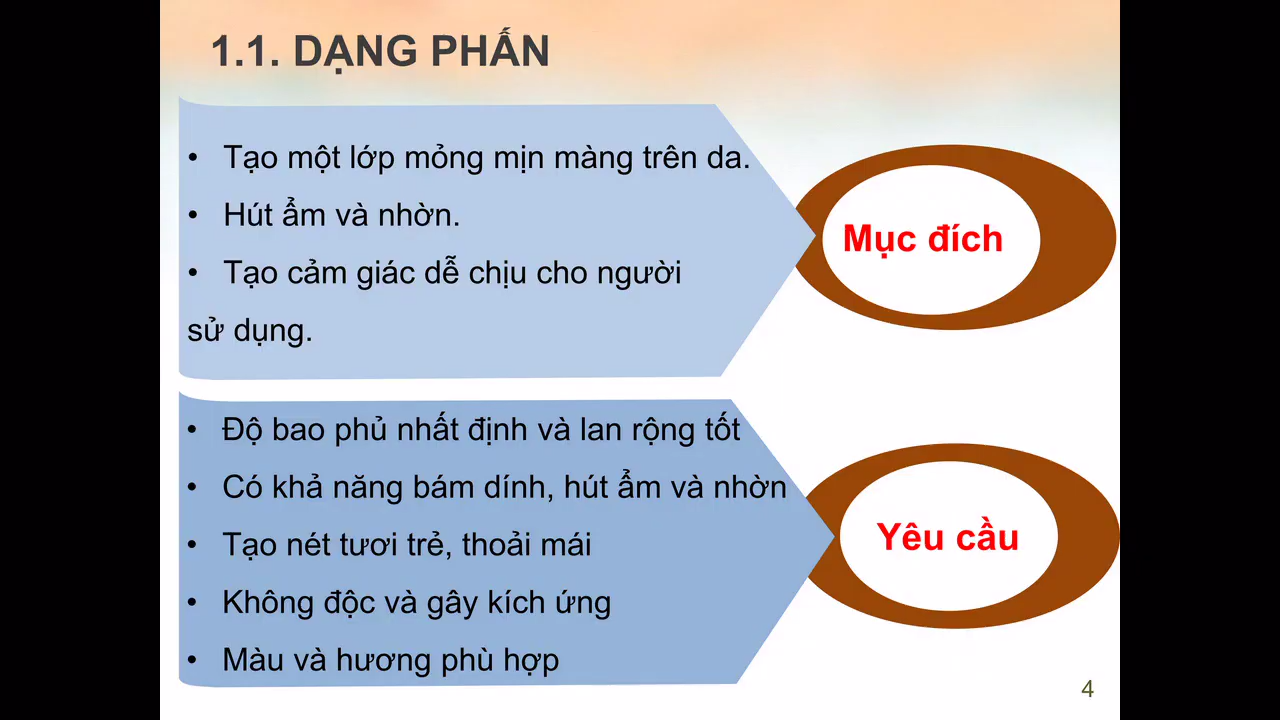 1.1. DẠNG PHẤN
• Tạo một lớp mỏng mịn màng trên da.
• Hút ẩm và nhờn.
• Tạo cảm giác dễ chịu cho người
sử dụng.
Mục đích
• Độ bao phủ nhất định và lan rộng tốt
• Có khả năng bám dính, hút ẩm và nhờn
• Tạo nét tươi trẻ, thoải mái
• Không độc và gây kích ứng
• Màu và hương phù hợp
Yêu cầu
4